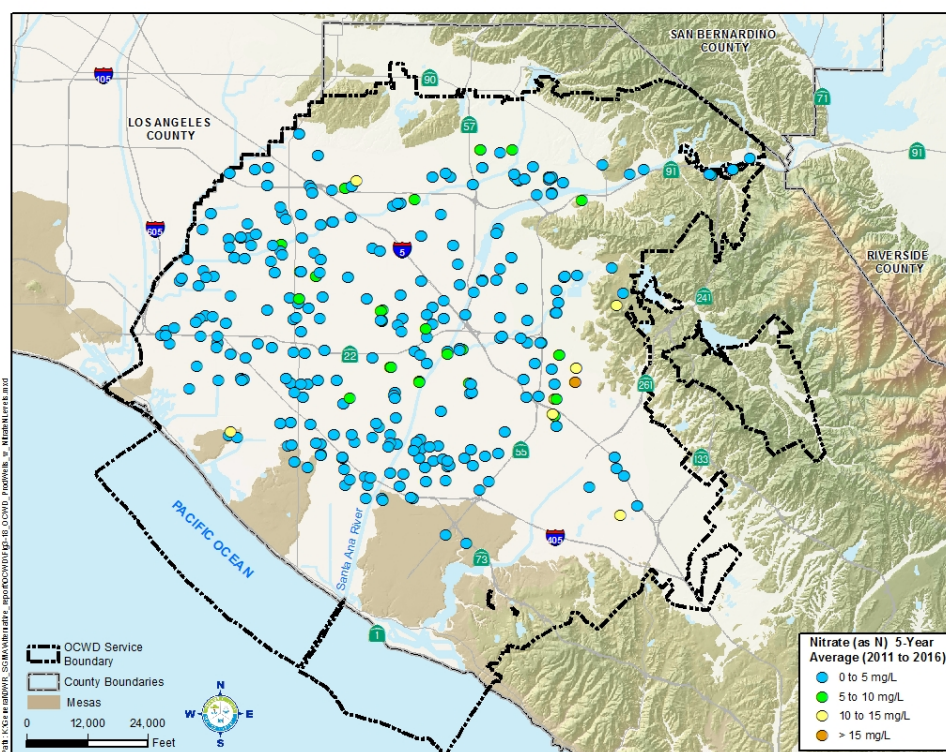 SAN BERNARDINO
COUNTY
90
405
71
57
LOS ANGELES
COUNTY
91
91
605
5
RIVERSIDE
COUNTY
241
22
261
55
133
405
PACIFIC OCEAN
Santa Ana River
73
1
OCWD Service
Boundary
County Boundaries
Mesas
0 12,000 24,000
Feet
N
W E
S
Nitrate (as N) 5-Year
Average (2011 to 2016)
0 to 5 mg/L
5 to 10 mg/L
10 to 15 mg/L
> 15 mg/L